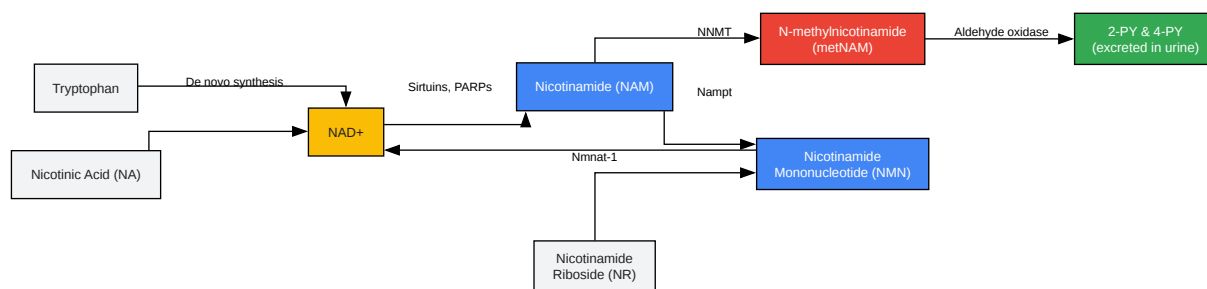 NNMT
N-methylnicotinamide
(metNAM)
Aldehyde oxidase
2-PY & 4-PY
(excreted in urine)
Tryptophan
De novo synthesis
Sirtuins, PARPs
Nicotinamide (NAM)
Nampt
NAD+
Nicotinic Acid (NA)
Nmnat-1
Nicotinamide
Mononucleotide (NMN)
Nicotinamide
Riboside (NR)